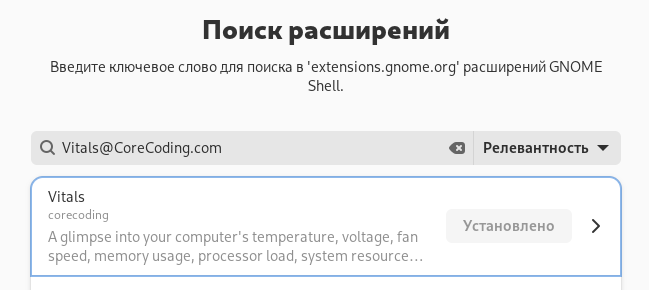 Поиск расширений
Введите ключевое слово для поиска в 'extensions.gnome.org' расширений GNOME
Shell.
Vitals@CoreCoding.com
Релевантность
Vitals
corecoding
A glimpse into your computer's temperature, voltage, fan
speed, memory usage, processor load, system resource…
Установлено